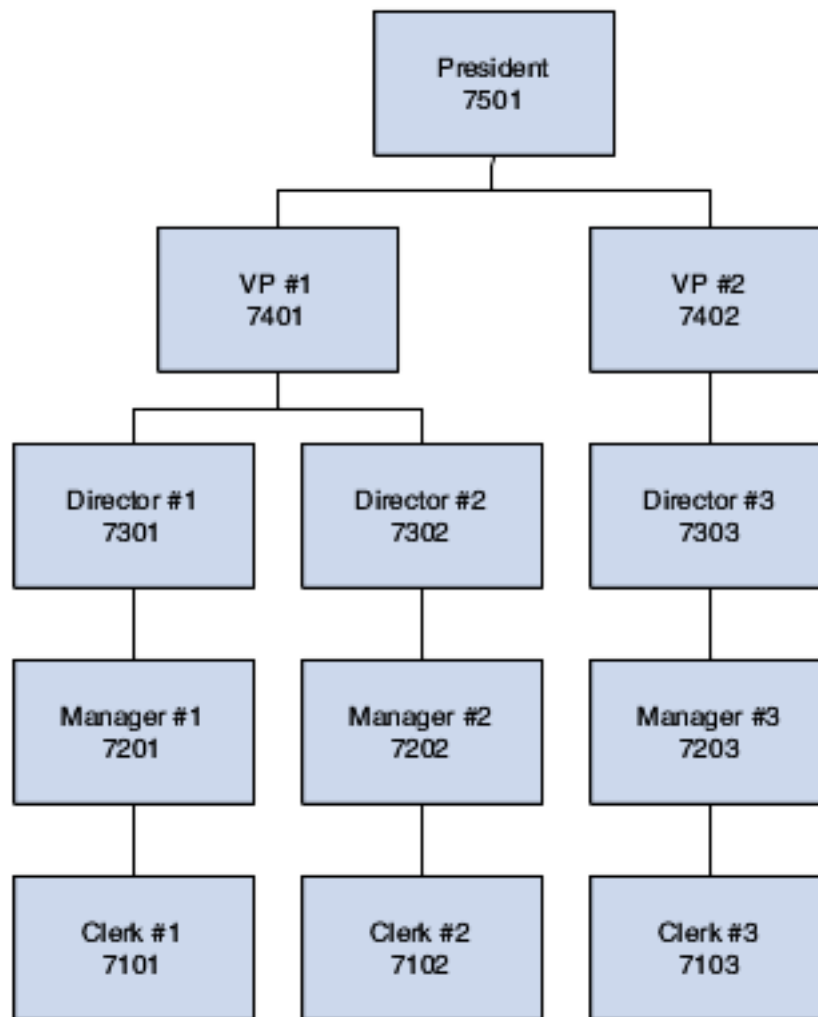 President
7501
VP #1
7401
VP #2
7402
Director #1
7301
Director #2
7302
Director #3
7303
Manager #1
7201
Manager #2
7202
Manager #3
7203
Clerk #1
7101
Clerk #2
7102
Clerk #3
7103